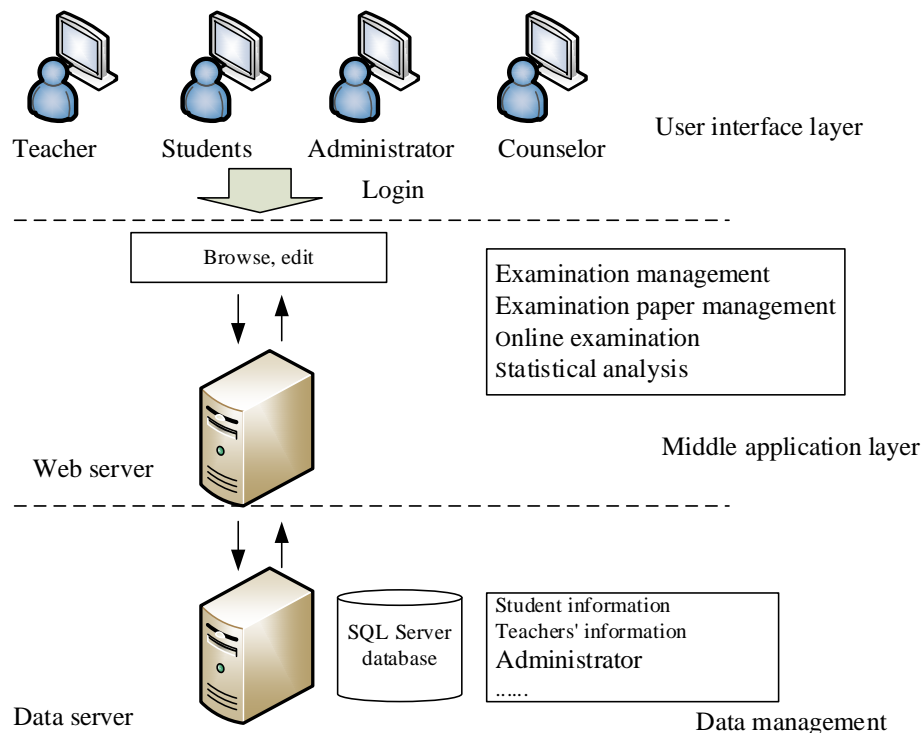 Teacher
Students
Administrator
Counselor
User interface layer
Login
Browse, edit
Examination management
Examination paper management
Online examination
Statistical analysis
Middle application layer
Web server
SQL Server
database
Student information
Teachers' information
Administrator
......
Data server
Data management